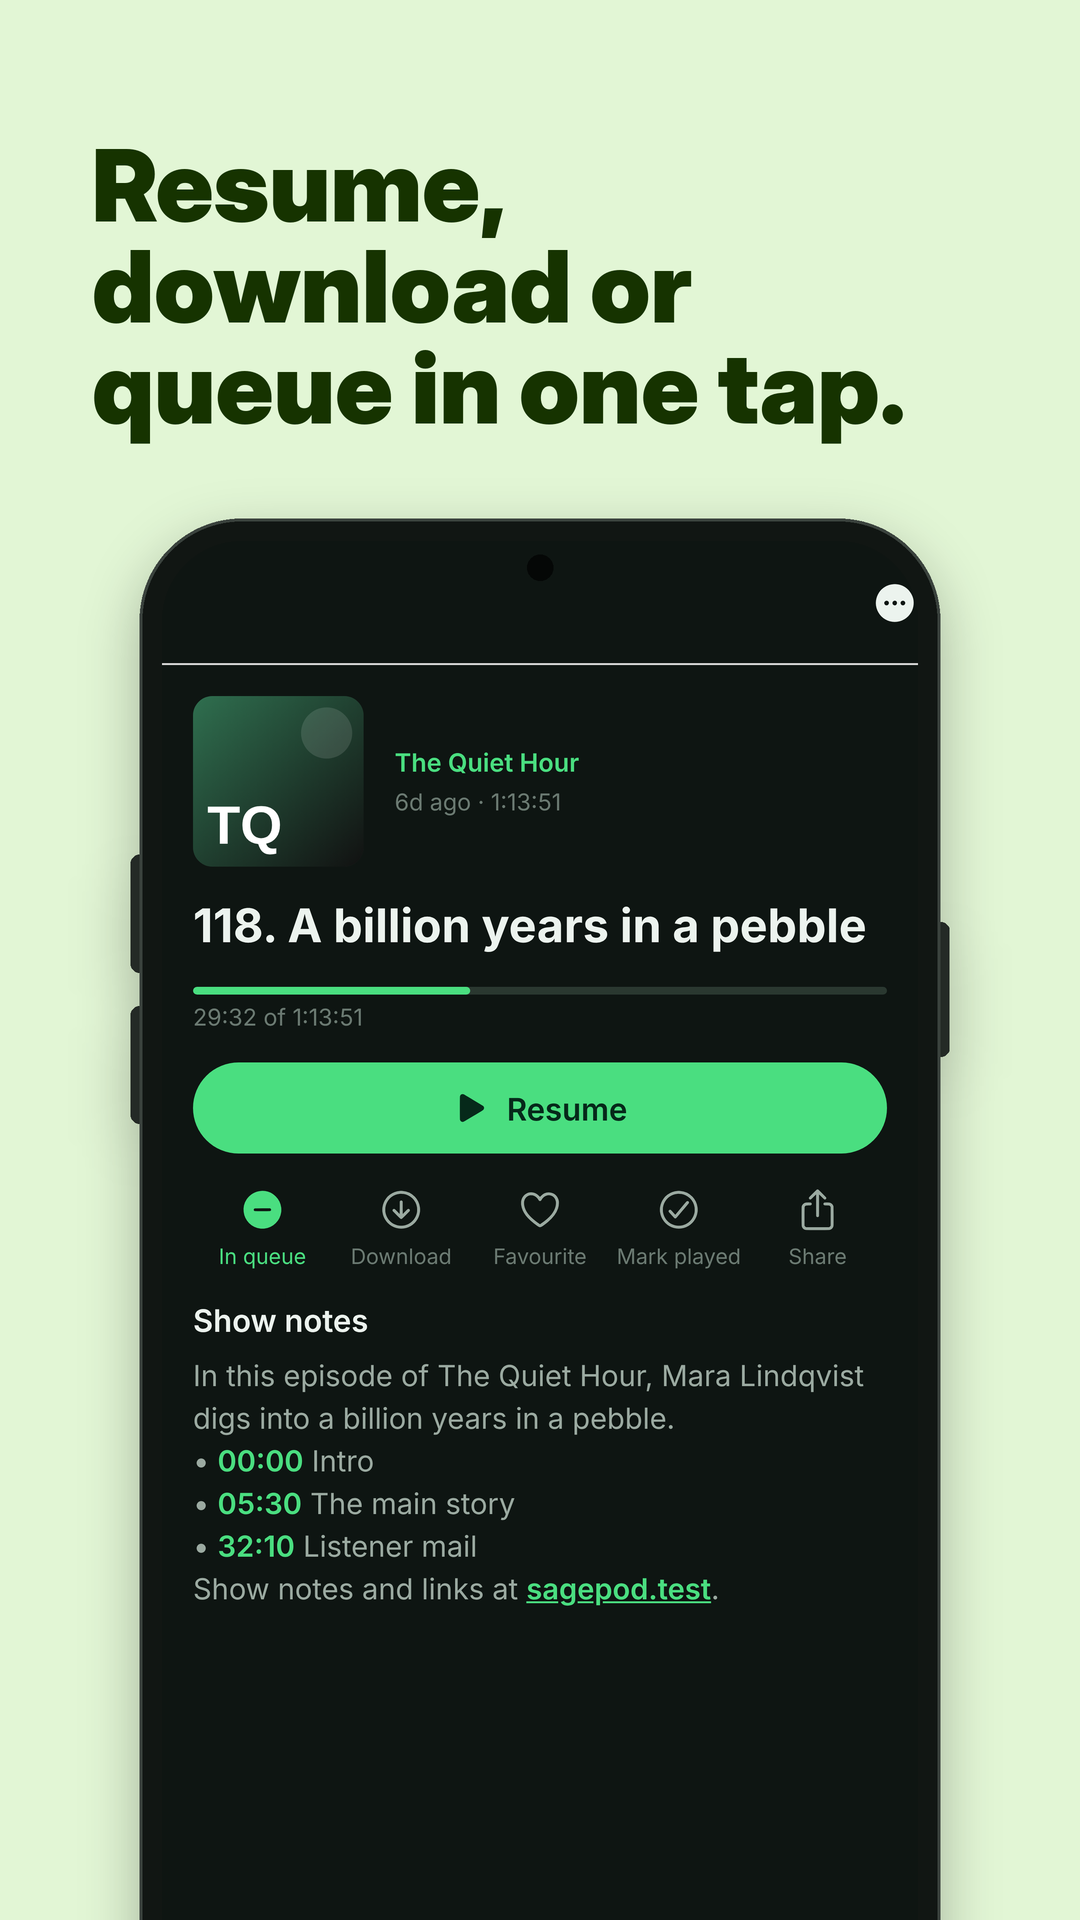 Resume,
download or
queue in one tap.
TQ
The Quiet Hour
6d ago · 1:13:51
118. A billion years in a pebble
29:32 of 1:13:51
Resume
In queue
Download
Favourite
Mark played
Share
Show notes
In this episode of The Quiet Hour, Mara Lindqvist
digs into a billion years in a pebble.
• 00:00 Intro
• 05:30 The main story
• 32:10 Listener mail
Show notes and links at sagepod.test.